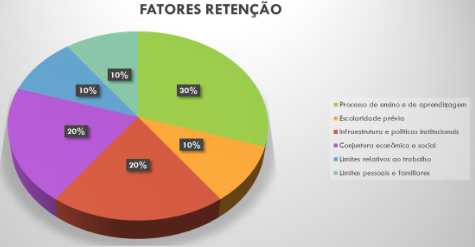 FATORES RETENÇÃO
10%
30%
10%
10%
20%
20%
Processo de ensino e de aprendizagem
Escolaridade prévia
Infraestrutura e políticas institucionais
Conjuntura econômica e social
Limites relativos ao trabalho
Limites pessoais e familiares